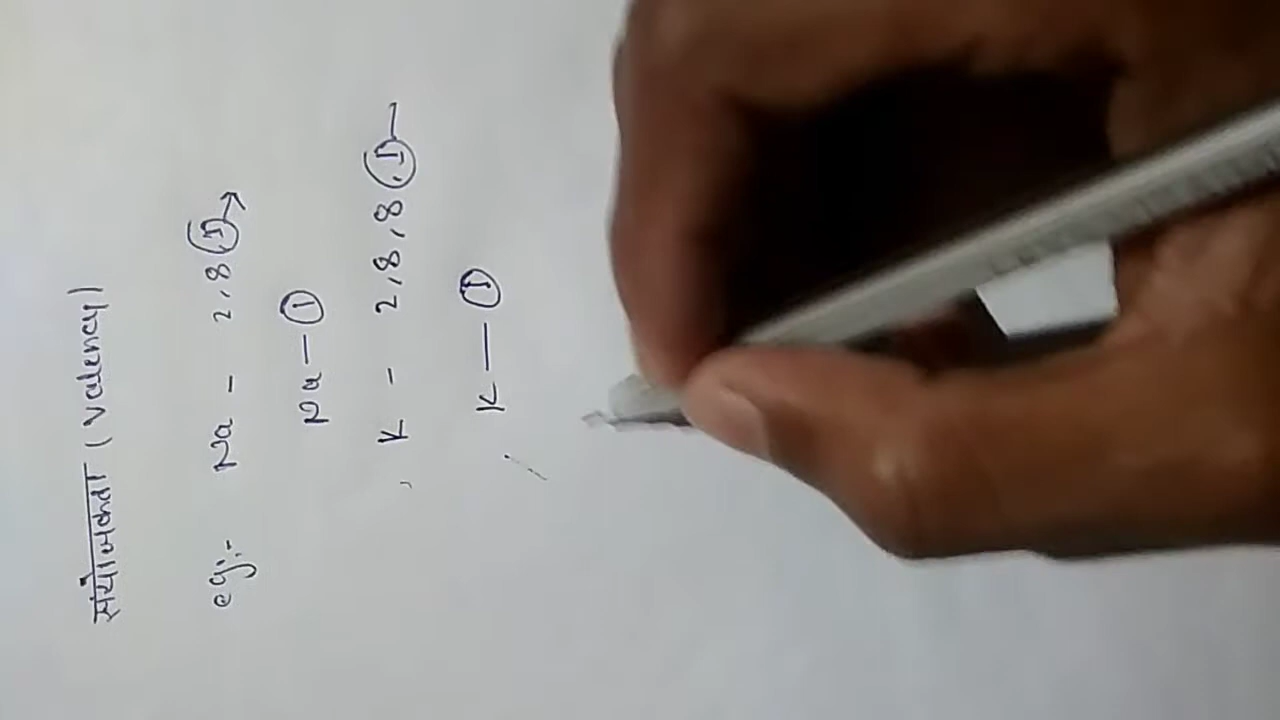 संयोजकता (Valency)
eg:- Na - 2,8,1
Na - 1
K - 2,8,8,1
K - 1